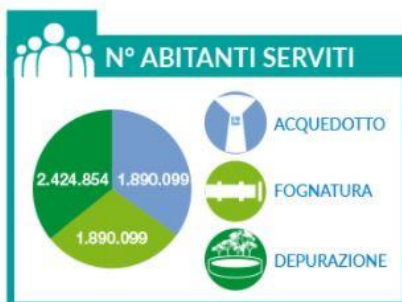 N° ABITANTI SERVITI
2.424.854
1.890.099
1.890.099
ACQUEDOTTO
FOGNATURA
DEPURAZIONE